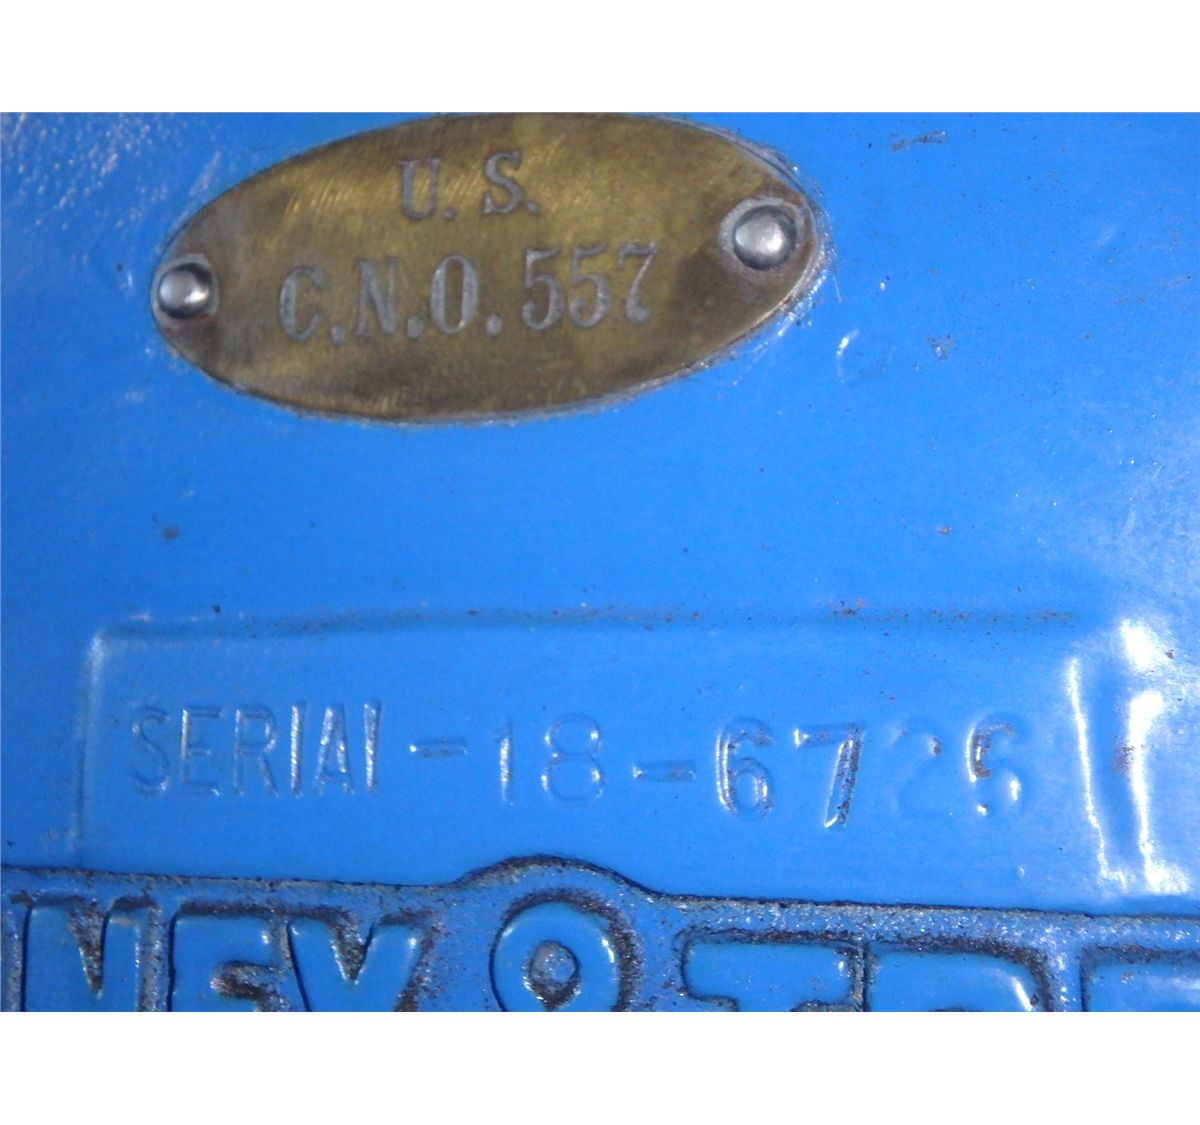 U. S.
C.N.O. 557
SERIAL-18-6726